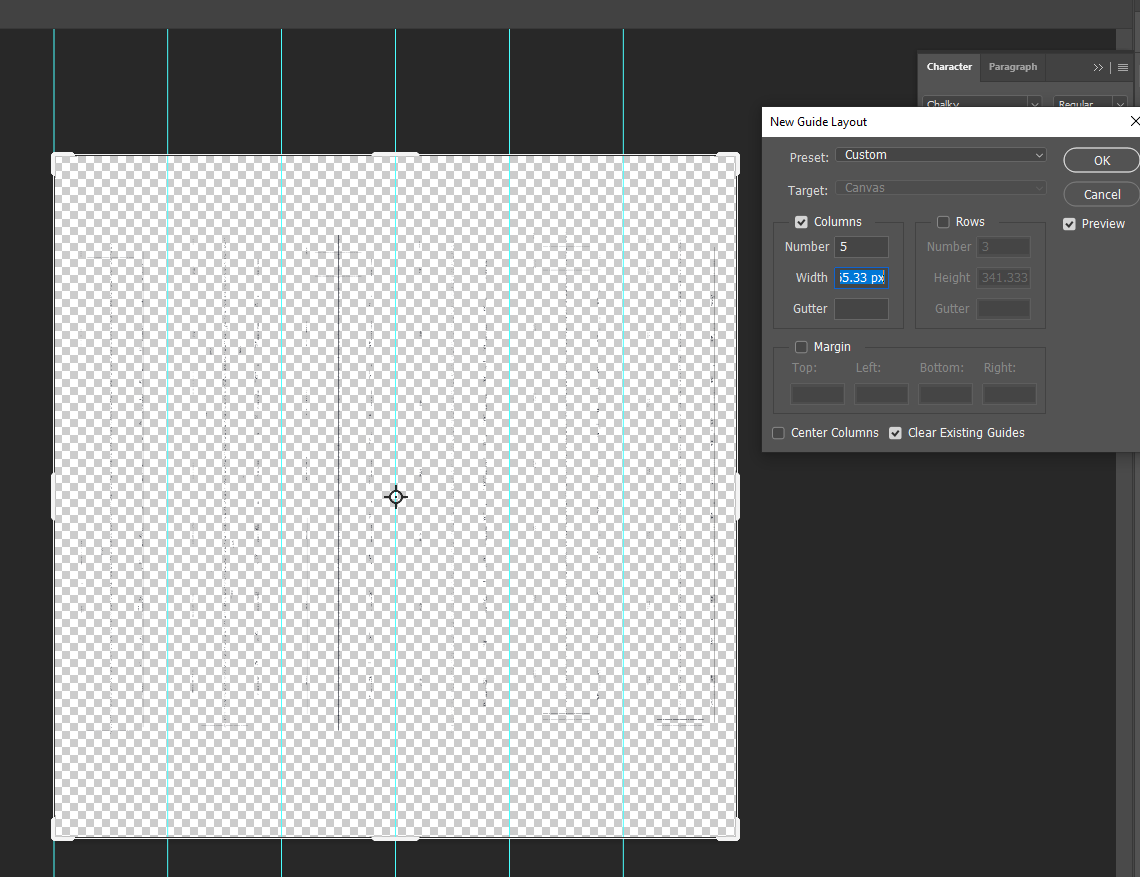 Character
Paragraph
Chalky
Regular
New Guide Layout
Preset:
Custom
OK
Target:
Canvas
Cancel
Columns
Rows
Preview
Number
5
Number
3
Width
5.33 px
Height
341.333
Gutter
Gutter
Margin
Top:
Left:
Bottom:
Right:
Center Columns
Clear Existing Guides